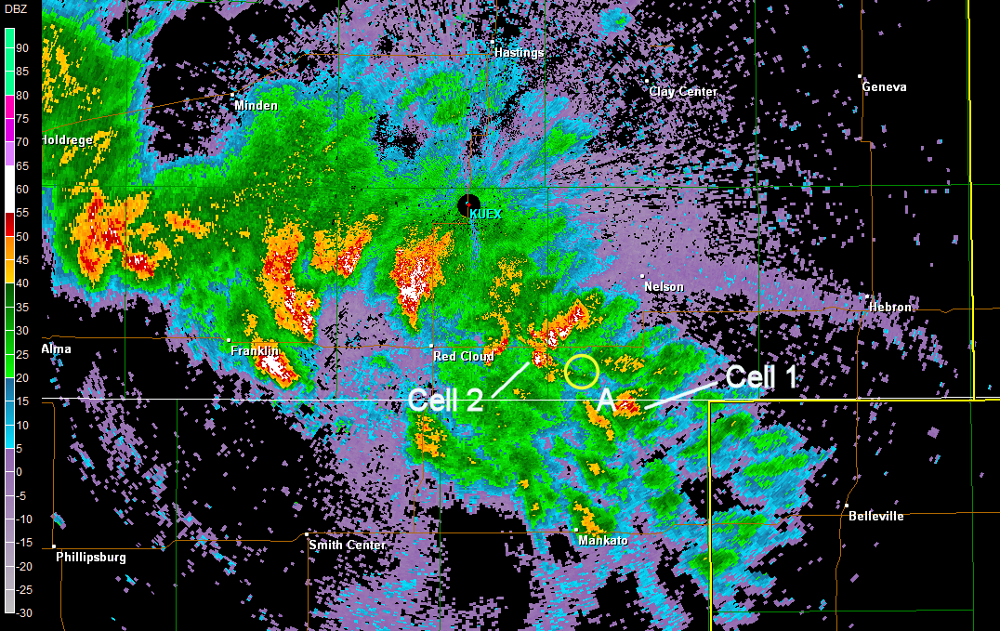 DBZ
90
85
80
75
70
65
60
55
50
45
40
35
30
25
20
15
10
5
0
-5
-10
-15
-20
-25
-30
Hastings
Clay Center
Geneva
Minden
Holdrege
KUEX
Nelson
Hebron
Alma
Franklin
Red Cloud
Cell 1
Cell 2
A
Belleville
Mankato
Smith Center
Phillipsburg